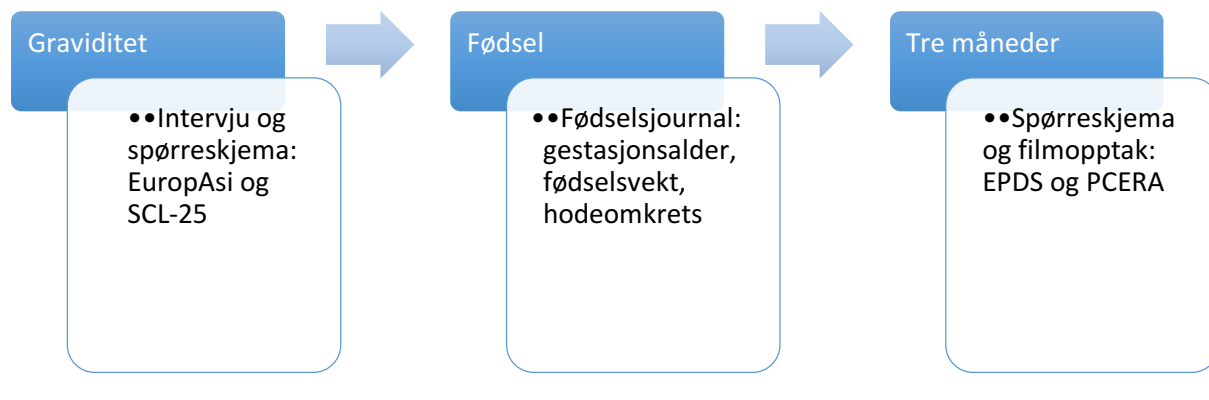 Graviditet
••Intervju og
spørreskjema:
EuropAsi og
SCL-25
Fødsel
••Fødselsjournal:
gestasjonsalder,
fødselsvekt,
hodeomkrets
Tre måneder
••Spørreskjema
og filmopptak:
EPDS og PCERA